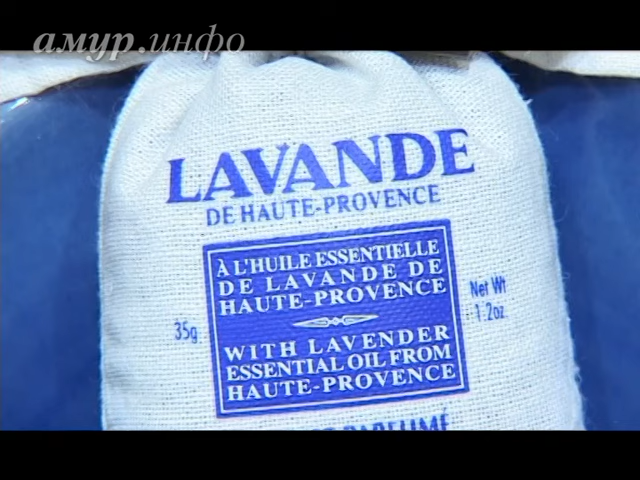 амур.инфо
LAVANDE
DE HAUTE-PROVENCE
À L'HUILE ESSENTIELLE
DE LAVANDE DE
HAUTE-PROVENCE
35g
Net Wt
1.2oz
WITH LAVENDER
ESSENTIAL OIL FROM
HAUTE-PROVENCE